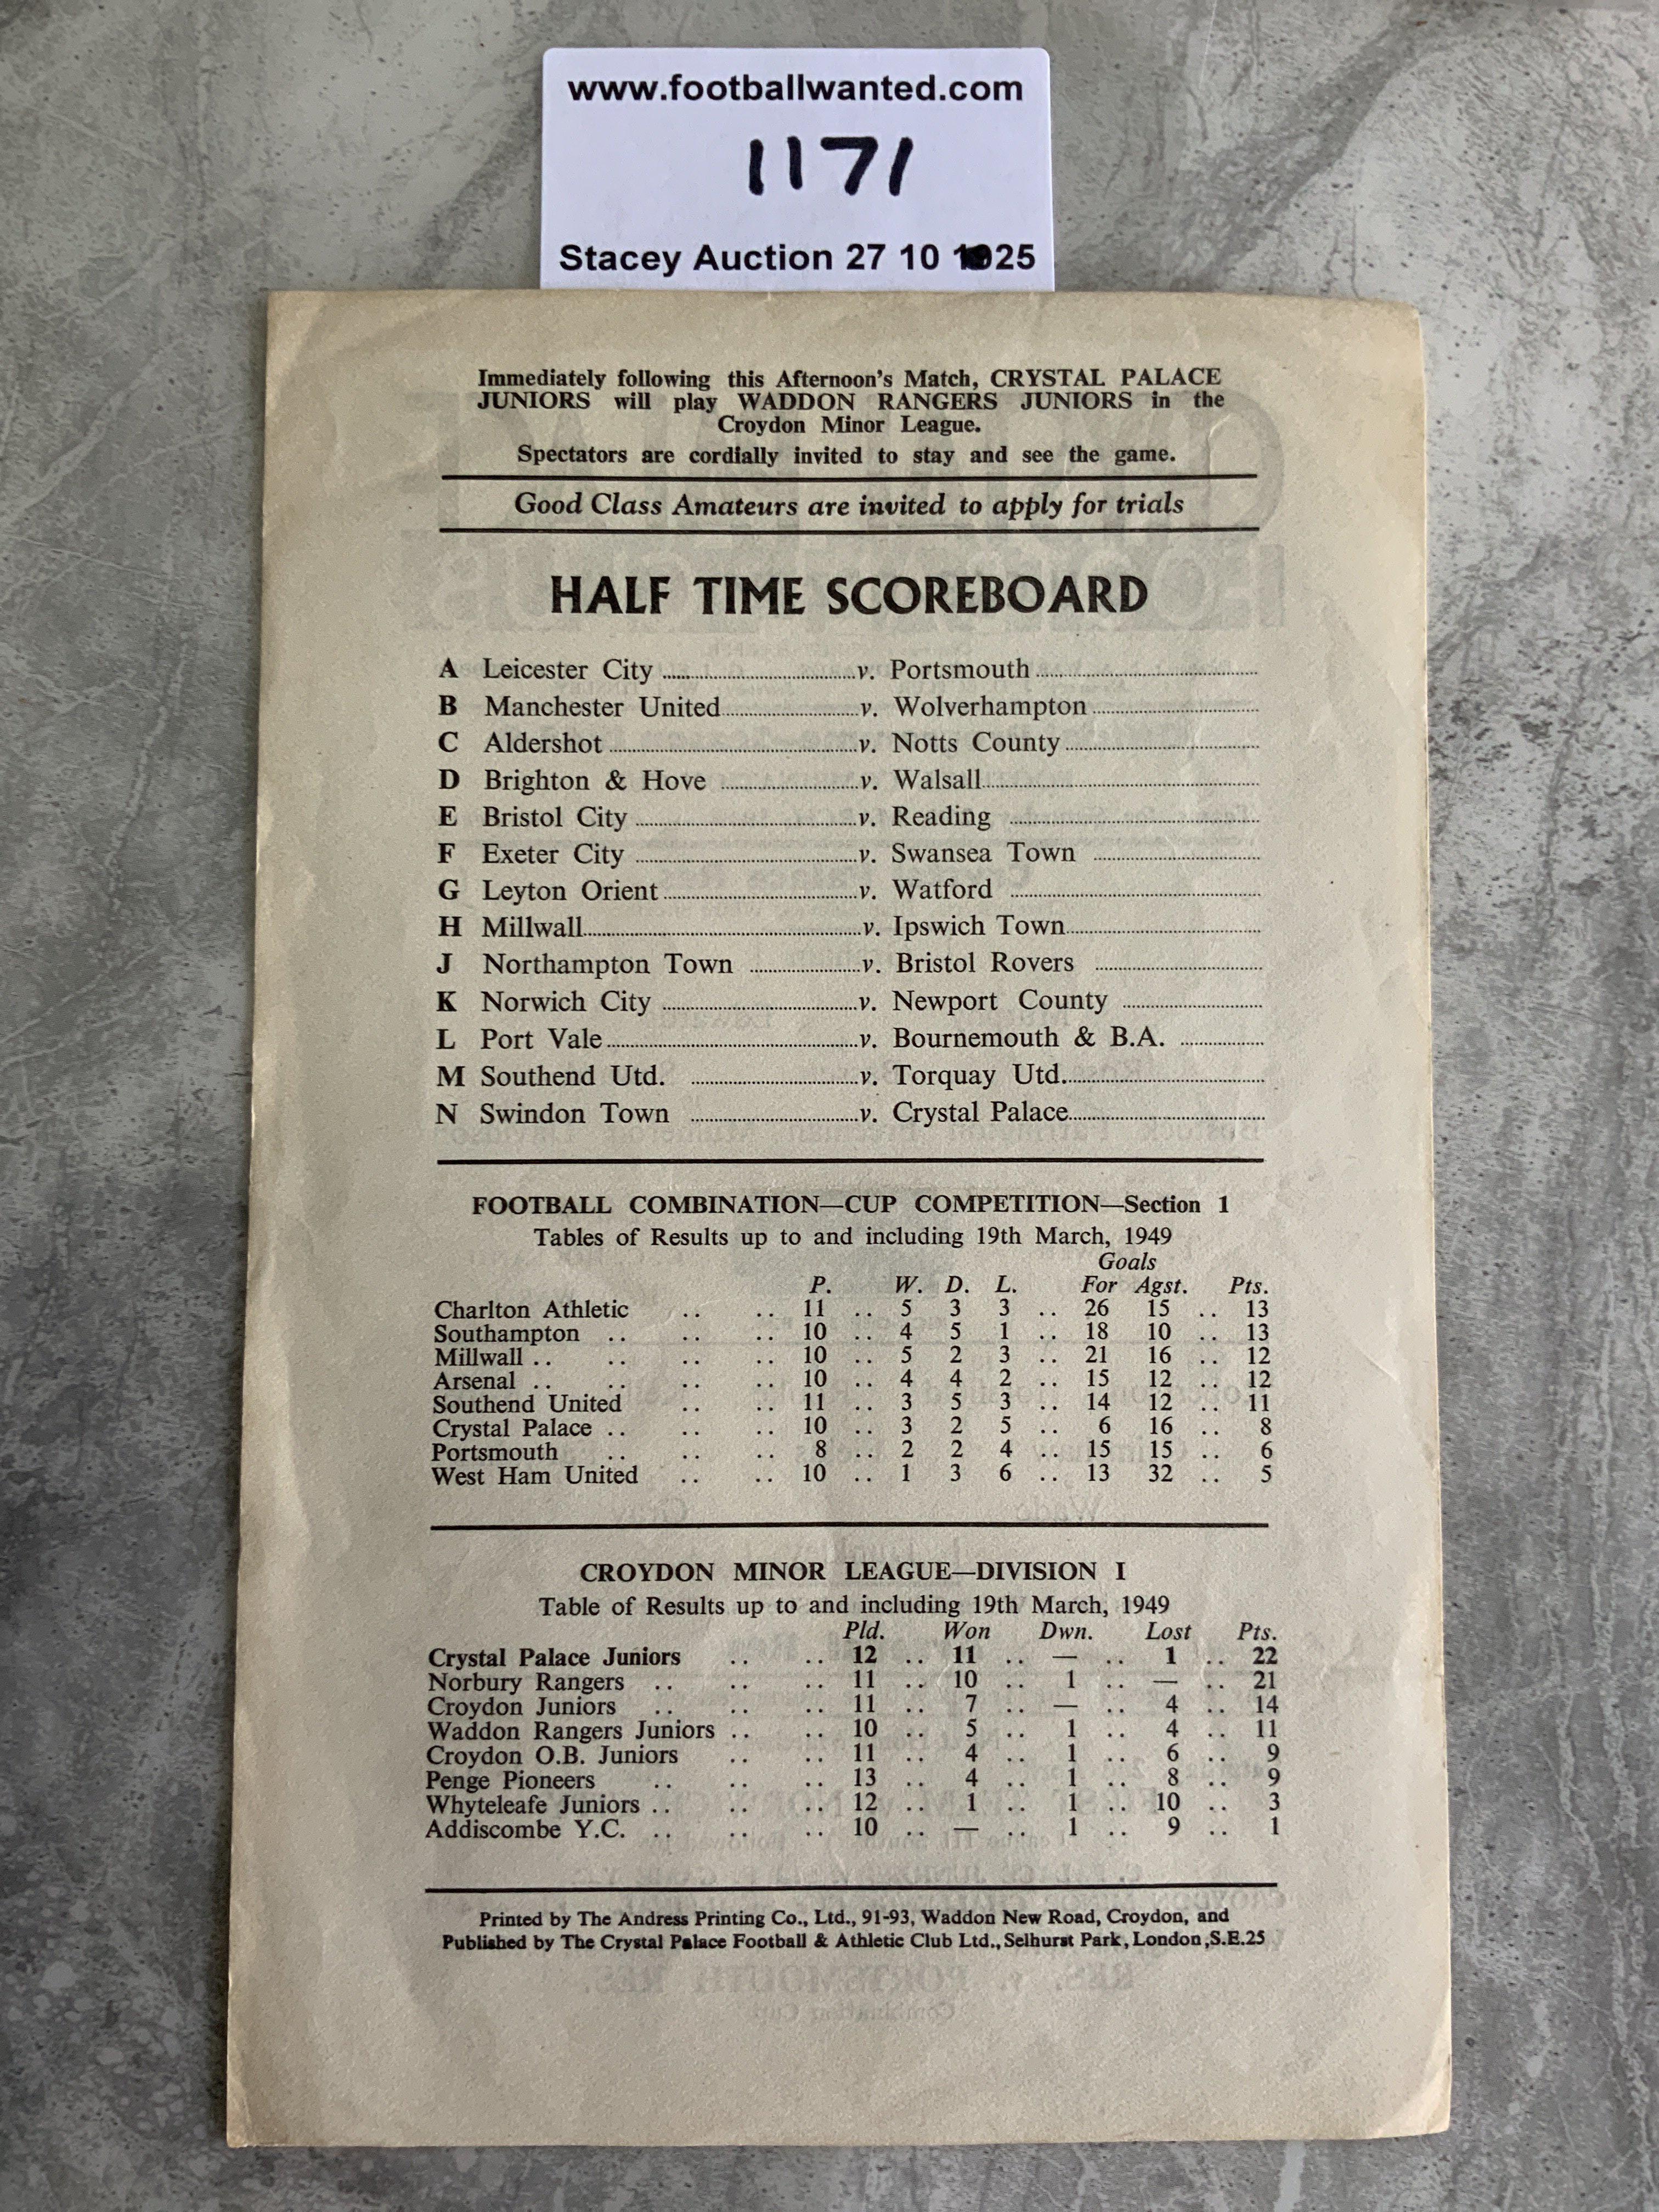 www.footballwanted.com
1171
Stacey Auction 27 10 1925
Immediately following this Afternoon's Match, CRYSTAL PALACE
JUNIORS will play WADDON RANGERS JUNIORS in the
Croydon Minor League.
Spectators are cordially invited to stay and see the game.
Good Class Amateurs are invited to apply for trials
HALF TIME SCOREBOARD
A Leicester City ........ v. Portsmouth ........
B Manchester United ........ v. Wolverhampton ........
C Aldershot ........ v. Notts County ........
D Brighton & Hove ........ v. Walsall ........
E Bristol City ........ v. Reading ........
F Exeter City ........ v. Swansea Town ........
G Leyton Orient ........ v. Watford ........
H Millwall ........ v. Ipswich Town ........
J Northampton Town ........ v. Bristol Rovers ........
K Norwich City ........ v. Newport County ........
L Port Vale ........ v. Bournemouth & B.A. ........
M Southend Utd. ........ v. Torquay Utd. ........
N Swindon Town ........ v. Crystal Palace ........
FOOTBALL COMBINATION—CUP COMPETITION—Section 1
Tables of Results up to and including 19th March, 1949
Goals
P. W. D. L. For Agst. Pts.
Charlton Athletic .. .. 11 .. 5 3 3 .. 26 15 .. 13
Southampton .. .. .. 10 .. 4 5 1 .. 18 10 .. 13
Millwall .. .. .. .. 10 .. 5 2 3 .. 21 16 .. 12
Arsenal .. .. .. .. 10 .. 4 4 2 .. 15 12 .. 12
Southend United .. .. 11 .. 3 5 3 .. 14 12 .. 11
Crystal Palace .. .. .. 10 .. 3 2 5 .. 6 16 .. 8
Portsmouth .. .. .. 8 .. 2 2 4 .. 15 15 .. 6
West Ham United .. .. 10 .. 1 3 6 .. 13 32 .. 5
CROYDON MINOR LEAGUE—DIVISION I
Table of Results up to and including 19th March, 1949
Pld. Won Dwn. Lost Pts.
Crystal Palace Juniors .. .. 12 .. 11 .. — .. 1 .. 22
Norbury Rangers .. .. .. 11 .. 10 .. 1 .. — .. 21
Croydon Juniors .. .. .. 11 .. 7 .. — .. 4 .. 14
Waddon Rangers Juniors .. .. 10 .. 5 .. 1 .. 4 .. 11
Croydon O.B. Juniors .. .. 11 .. 4 .. 1 .. 6 .. 9
Penge Pioneers .. .. .. 13 .. 4 .. 1 .. 8 .. 9
Whyteleafe Juniors .. .. .. 12 .. 1 .. 1 .. 10 .. 3
Addiscombe Y.C. .. .. .. 10 .. — .. 1 .. 9 .. 1
Printed by The Andress Printing Co., Ltd., 91-93, Waddon New Road, Croydon, and
Published by The Crystal Palace Football & Athletic Club Ltd., Selhurst Park, London, S.E.25